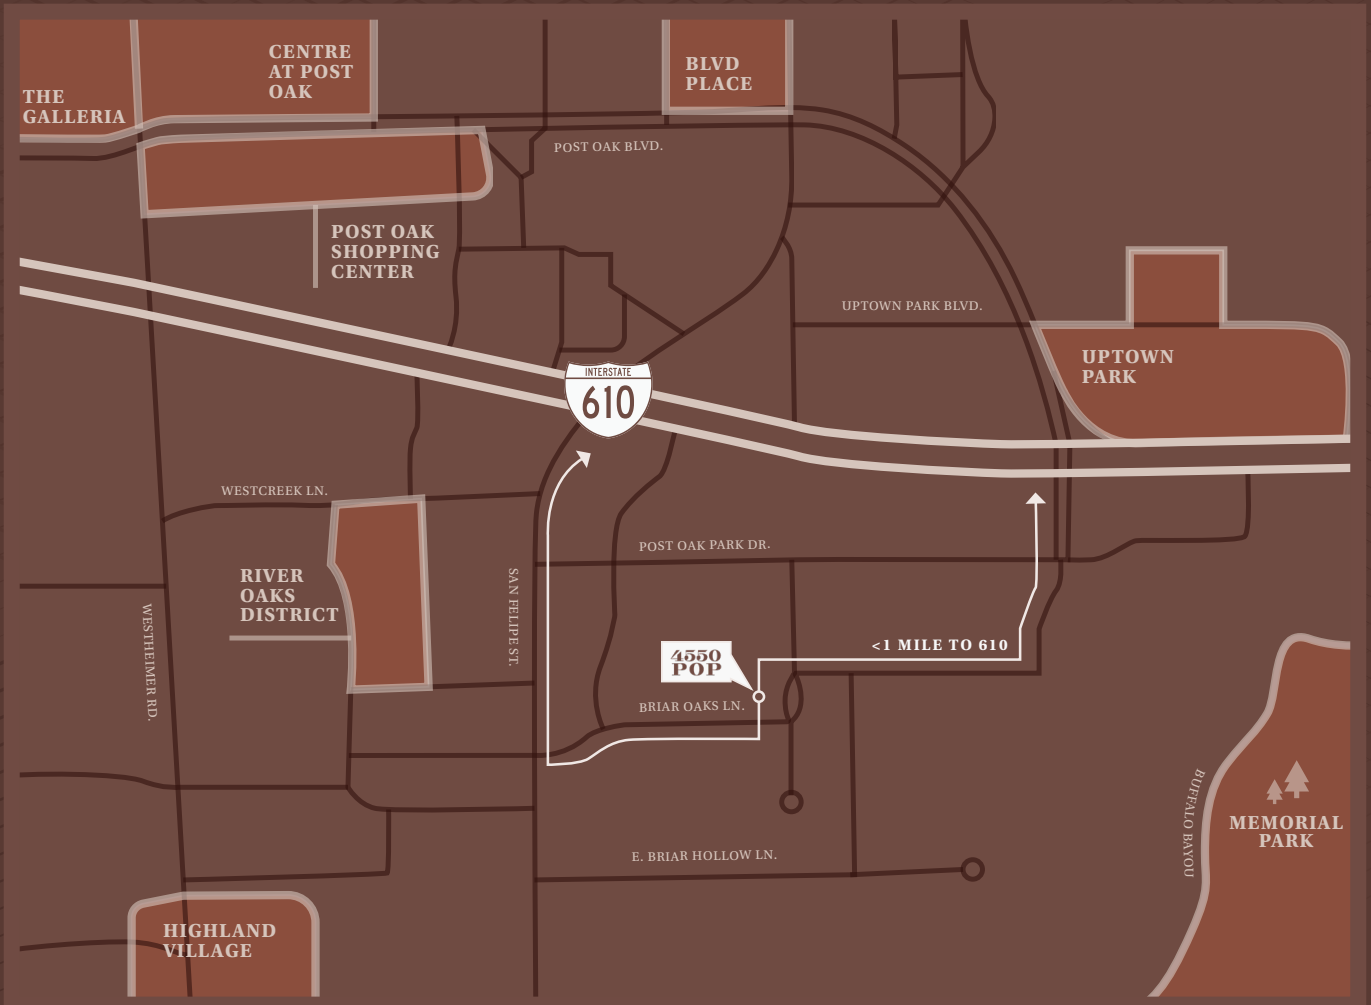 CENTRE
AT POST
OAK
THE
GALLERIA
BLVD
PLACE
POST OAK BLVD.
POST OAK
SHOPPING
CENTER
UPTOWN PARK BLVD.
UPTOWN
PARK
INTERSTATE
610
WESTCREEK LN.
POST OAK PARK DR.
RIVER
OAKS
DISTRICT
SAN FELIPE ST.
WESTHEIMER RD.
<1 MILE TO 610
4550
POP
BRIAR OAKS LN.
BUFFALO BAYOU
MEMORIAL
PARK
E. BRIAR HOLLOW LN.
HIGHLAND
VILLAGE